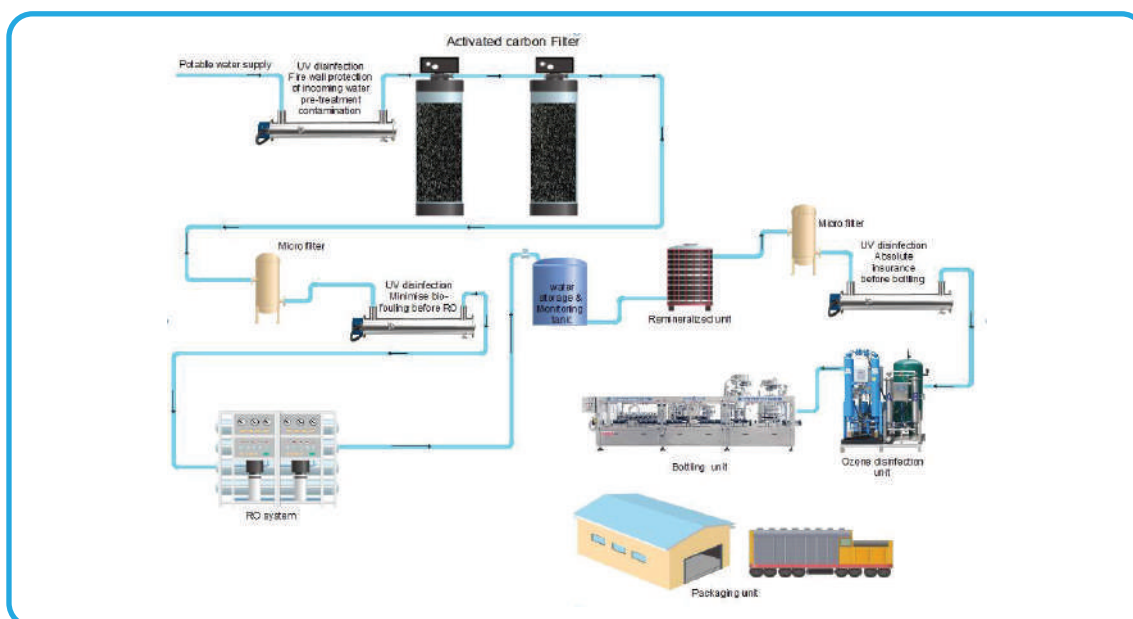 Activated carbon Filter
Potable water supply
UV disinfection
Fire wall protection
of incoming water
pre-treatment
contamination
Micro filter
UV disinfection
Minimise bio-
fouling before RO
water
storage &
Monitoring
tank
Remineralized unit
Micro filter
UV disinfection
Absolute
insurance
before bottling
RO system
Bottling unit
Ozone disinfection
unit
Packaging unit